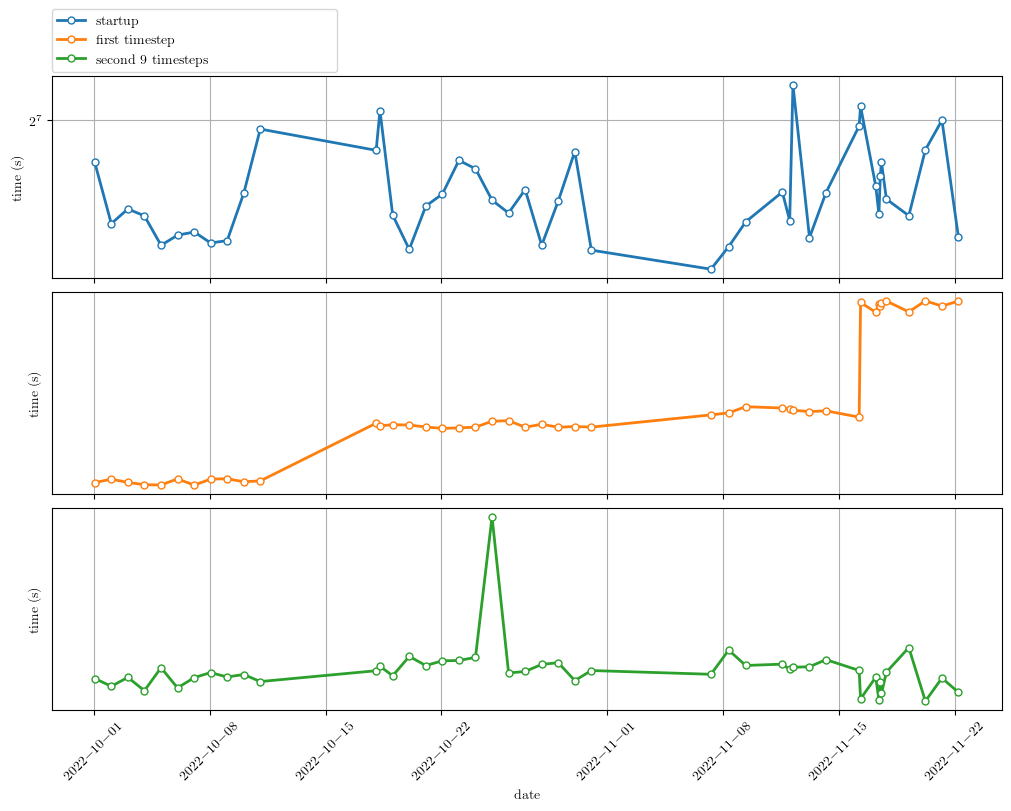 startup
first timestep
second 9 timesteps
2⁷
time (s)
time (s)
time (s)
2022−10−01
2022−10−08
2022−10−15
2022−10−22
2022−11−01
2022−11−08
2022−11−15
2022−11−22
date